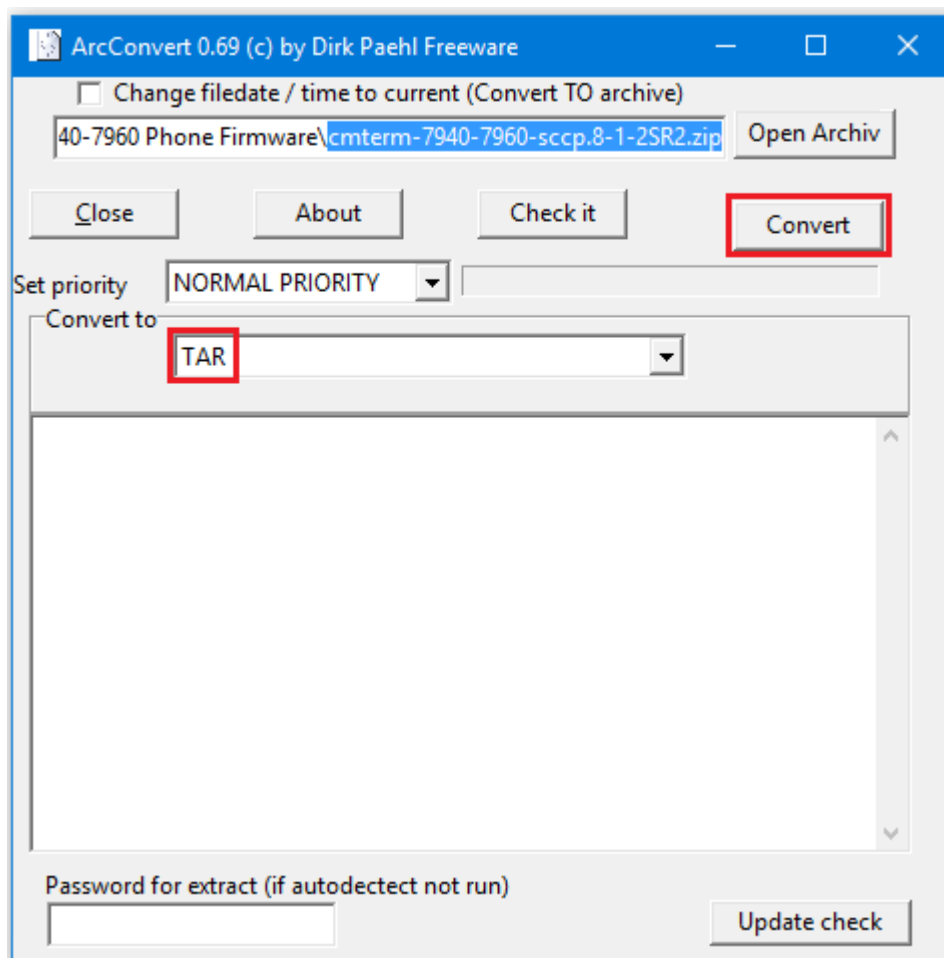 ArcConvert 0.69 (c) by Dirk Paehl Freeware
Change filedate / time to current (Convert TO archive)
40-7960 Phone Firmware\cmterm-7940-7960-sccp.8-1-2SR2.zip Open Archiv
Close About Check it Convert
Set priority NORMAL PRIORITY
Convert to
TAR
Password for extract (if autodectect not run)
Update check